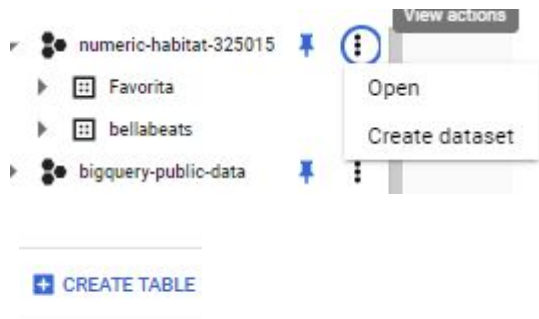 View actions
numeric-habitat-325015
Open
Favorita
Create dataset
bellabeats
bigquery-public-data
CREATE TABLE